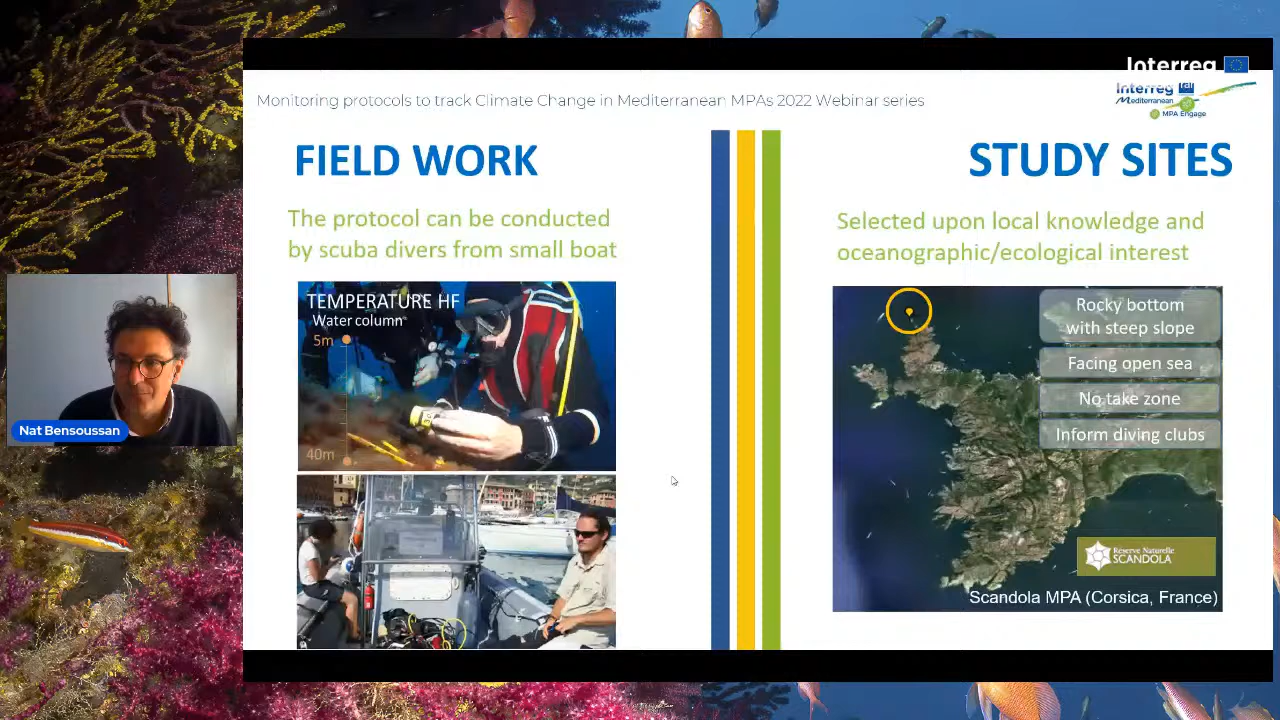 Interreg
Monitoring protocols to track Climate Change in Mediterranean MPAs 2022 Webinar series
Interreg
Mediterranean
MPA Engage
FIELD WORK
The protocol can be conducted
by scuba divers from small boat
TEMPERATURE HF
Water column
5m
40m
STUDY SITES
Selected upon local knowledge and
oceanographic/ecological interest
Rocky bottom
with steep slope
Facing open sea
No take zone
Inform diving clubs
Réserve Naturelle
SCANDOLA
Scandola MPA (Corsica, France)
Nat Bensoussan